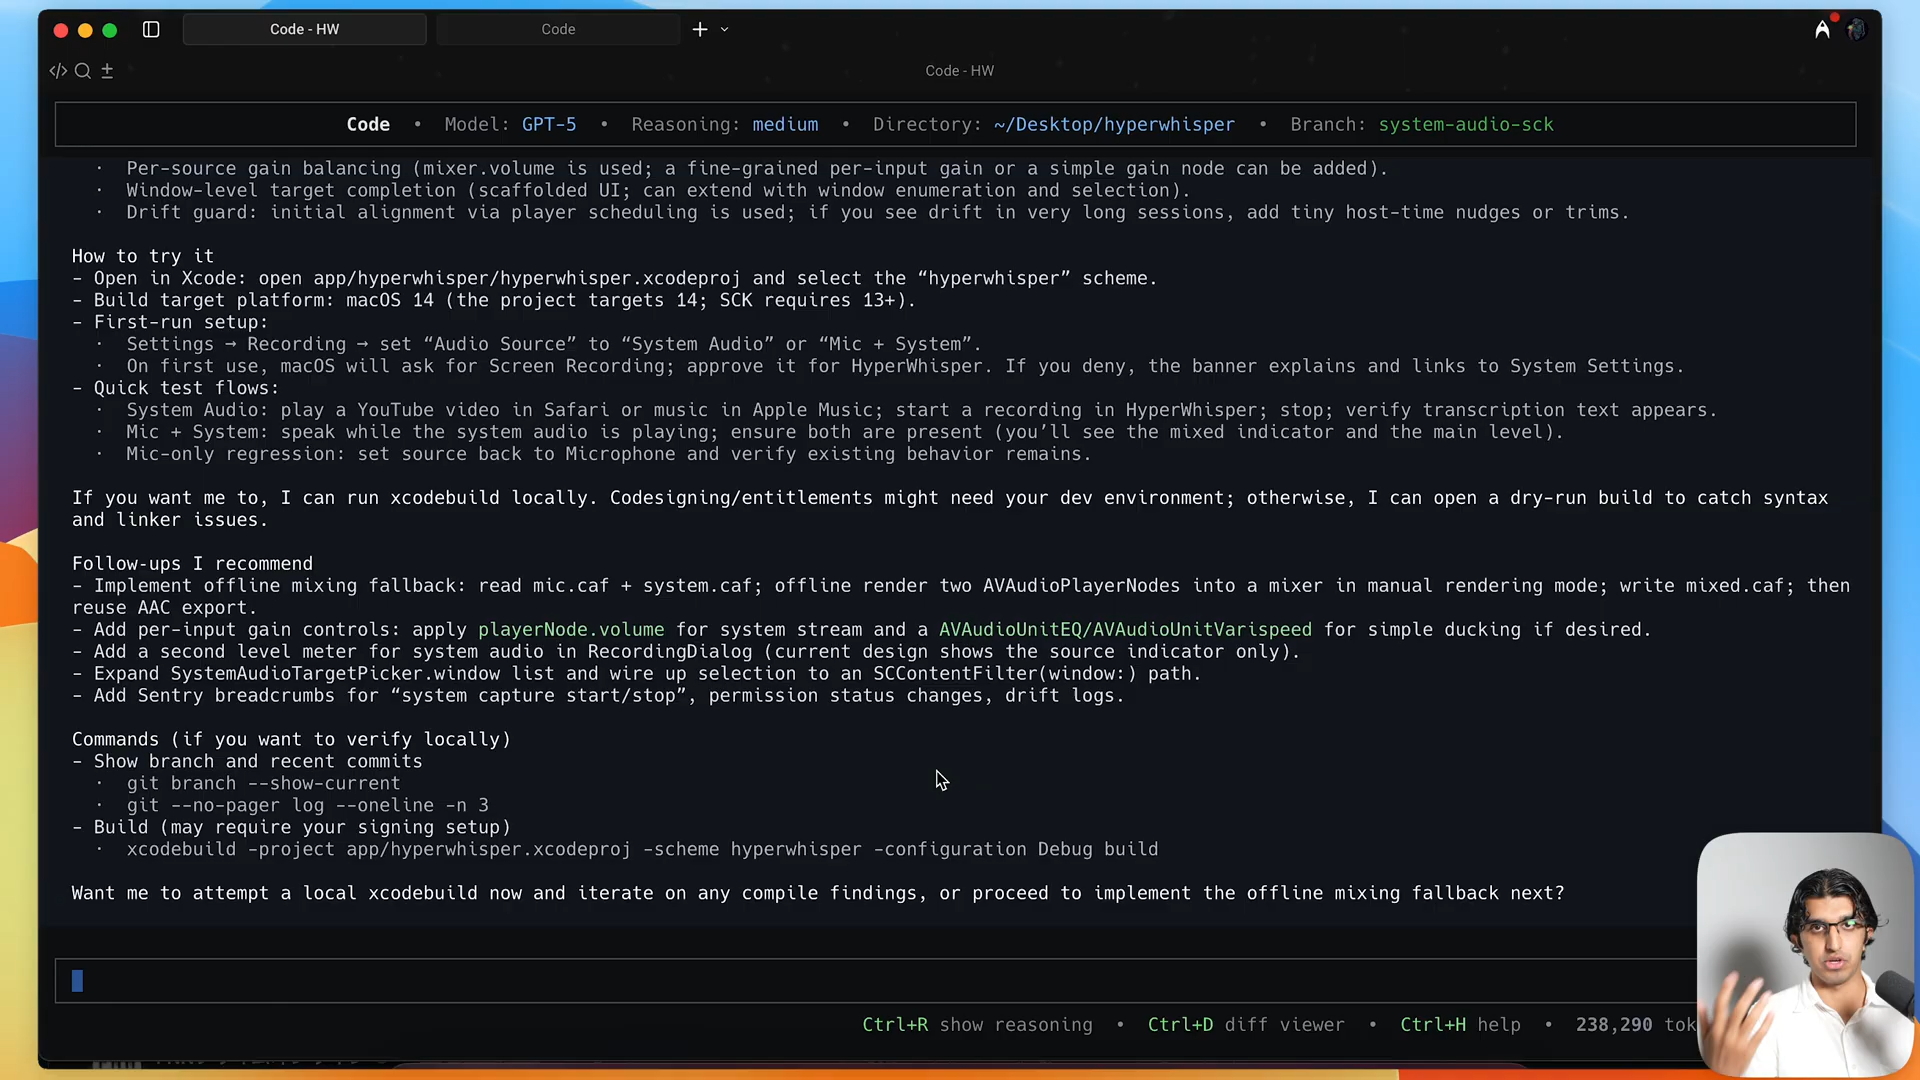 Code - HW
Code
Code - HW
Code • Model: GPT-5 • Reasoning: medium • Directory: ~/Desktop/hyperwhisper • Branch: system-audio-sck
· Per-source gain balancing (mixer.volume is used; a fine-grained per-input gain or a simple gain node can be added).
· Window-level target completion (scaffolded UI; can extend with window enumeration and selection).
· Drift guard: initial alignment via player scheduling is used; if you see drift in very long sessions, add tiny host-time nudges or trims.
How to try it
- Open in Xcode: open app/hyperwhisper/hyperwhisper.xcodeproj and select the “hyperwhisper” scheme.
- Build target platform: macOS 14 (the project targets 14; SCK requires 13+).
- First-run setup:
· Settings → Recording → set “Audio Source” to “System Audio” or “Mic + System”.
· On first use, macOS will ask for Screen Recording; approve it for HyperWhisper. If you deny, the banner explains and links to System Settings.
- Quick test flows:
· System Audio: play a YouTube video in Safari or music in Apple Music; start a recording in HyperWhisper; stop; verify transcription text appears.
· Mic + System: speak while the system audio is playing; ensure both are present (you’ll see the mixed indicator and the main level).
· Mic-only regression: set source back to Microphone and verify existing behavior remains.
If you want me to, I can run xcodebuild locally. Codesigning/entitlements might need your dev environment; otherwise, I can open a dry-run build to catch syntax
and linker issues.
Follow-ups I recommend
- Implement offline mixing fallback: read mic.caf + system.caf; offline render two AVAudioPlayerNodes into a mixer in manual rendering mode; write mixed.caf; then
reuse AAC export.
- Add per-input gain controls: apply playerNode.volume for system stream and a AVAudioUnitEQ/AVAudioUnitVarispeed for simple ducking if desired.
- Add a second level meter for system audio in RecordingDialog (current design shows the source indicator only).
- Expand SystemAudioTargetPicker.window list and wire up selection to an SCContentFilter(window:) path.
- Add Sentry breadcrumbs for “system capture start/stop”, permission status changes, drift logs.
Commands (if you want to verify locally)
- Show branch and recent commits
· git branch --show-current
· git --no-pager log --oneline -n 3
- Build (may require your signing setup)
· xcodebuild -project app/hyperwhisper.xcodeproj -scheme hyperwhisper -configuration Debug build
Want me to attempt a local xcodebuild now and iterate on any compile findings, or proceed to implement the offline mixing fallback next?
Ctrl+R show reasoning • Ctrl+D diff viewer • Ctrl+H help • 238,290 tok